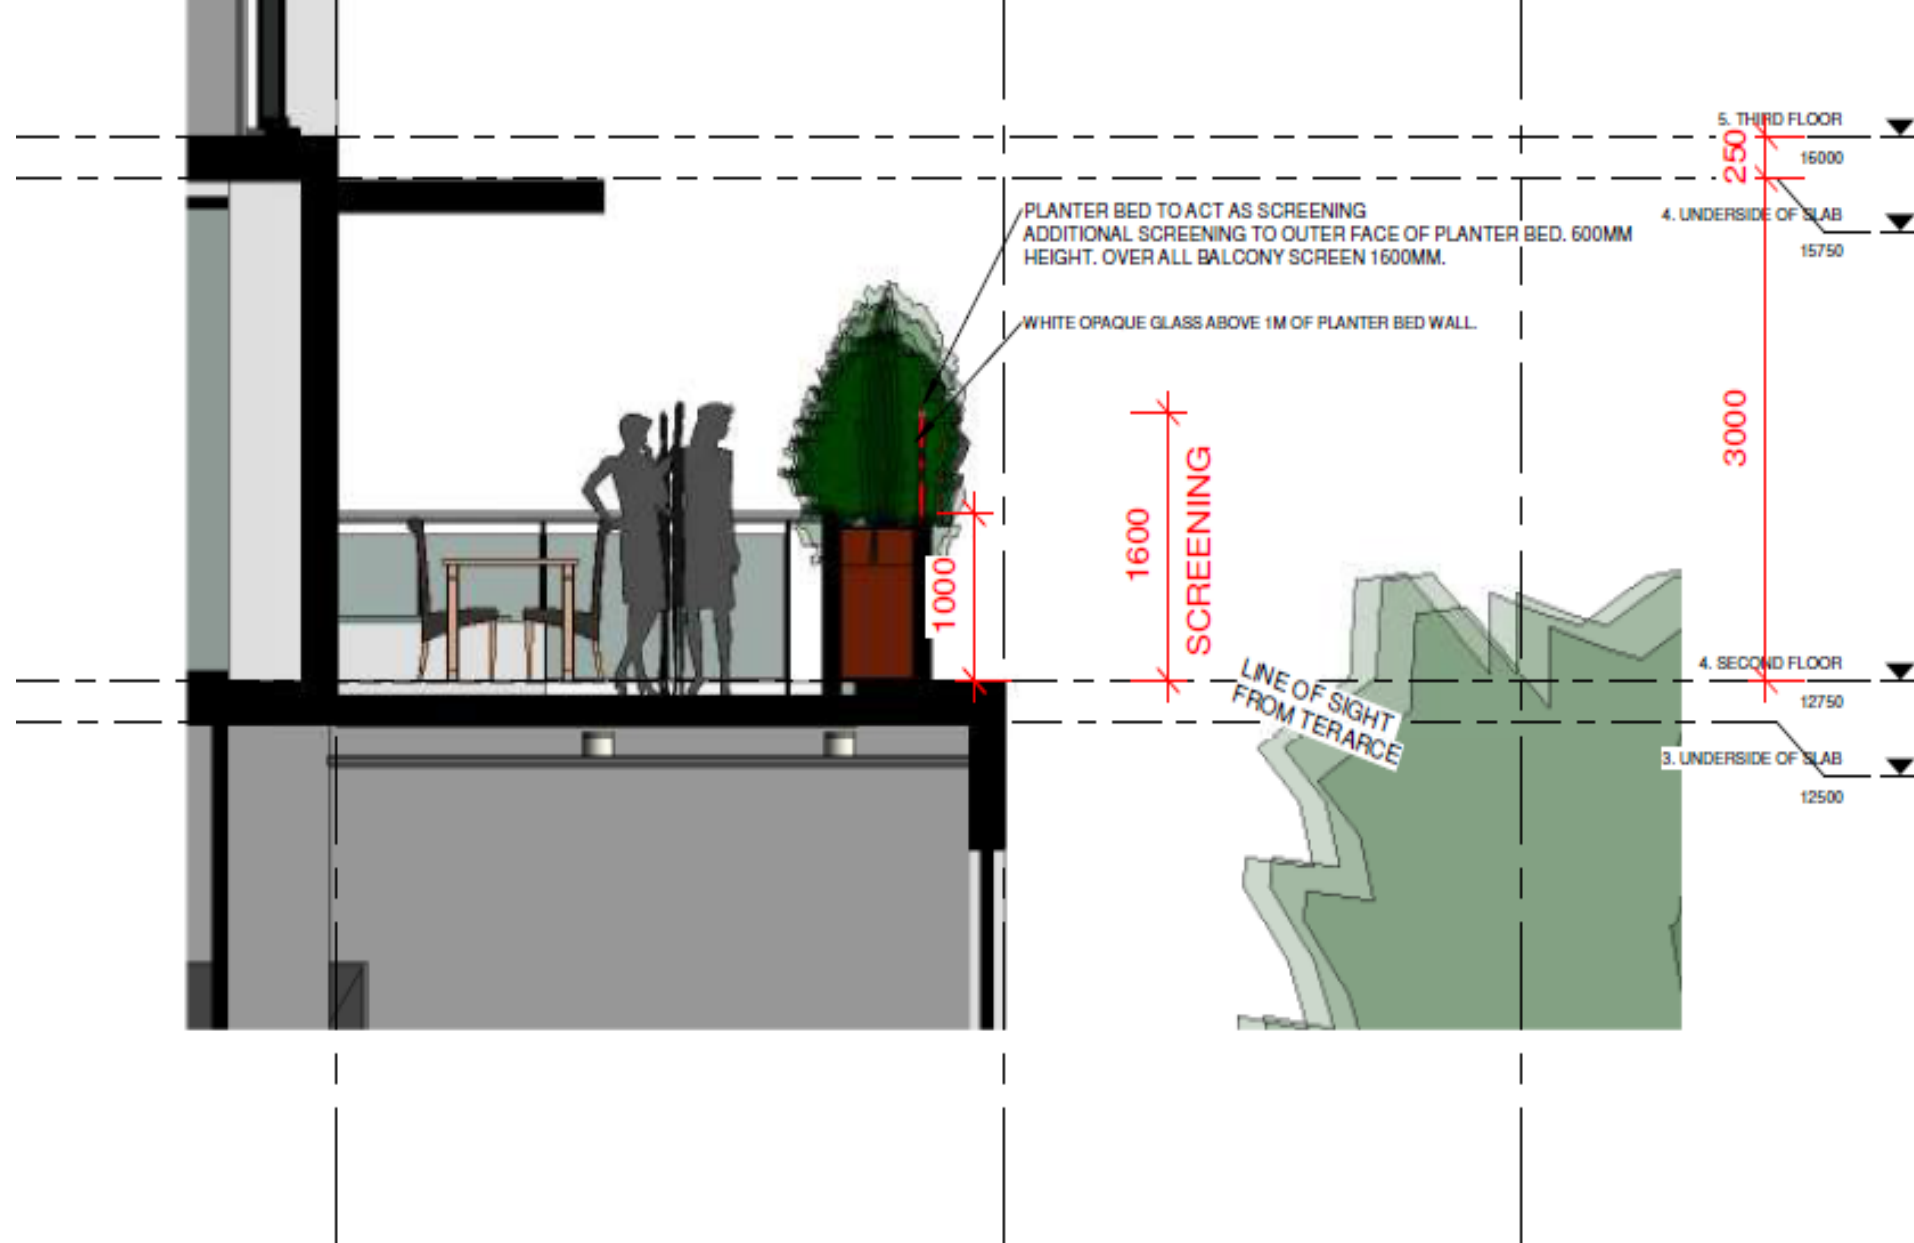 5. THIRD FLOOR
16000
250
4. UNDERSIDE OF SLAB
15750
PLANTER BED TO ACT AS SCREENING
ADDITIONAL SCREENING TO OUTER FACE OF PLANTER BED. 600MM
HEIGHT. OVER ALL BALCONY SCREEN 1600MM.
WHITE OPAQUE GLASS ABOVE 1M OF PLANTER BED WALL.
3000
1600
SCREENING
1000
LINE OF SIGHT
FROM TERARCE
4. SECOND FLOOR
12750
3. UNDERSIDE OF SLAB
12500